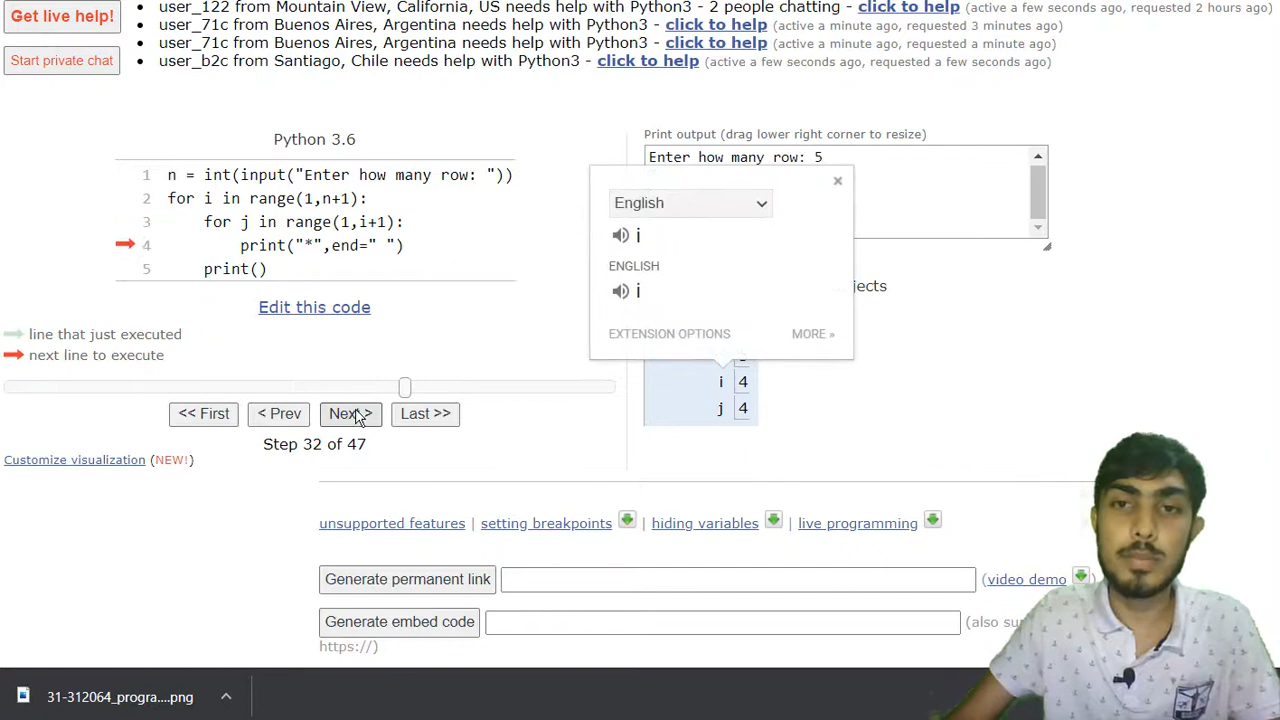 Get live help!
Start private chat
• user_122 from Mountain View, California, US needs help with Python3 - 2 people chatting - click to help (active a few seconds ago, requested 2 hours ago)
• user_71c from Buenos Aires, Argentina needs help with Python3 - click to help (active a minute ago, requested 3 minutes ago)
• user_71c from Buenos Aires, Argentina needs help with Python3 - click to help (active a minute ago, requested a minute ago)
• user_b2c from Santiago, Chile needs help with Python3 - click to help (active a few seconds ago, requested a few seconds ago)
Python 3.6
1 n = int(input("Enter how many row: "))
2 for i in range(1,n+1):
3 for j in range(1,i+1):
4 print("*",end=" ")
5 print()
Edit this code
line that just executed
next line to execute
<< First
< Prev
Next >
Last >>
Step 32 of 47
Customize visualization (NEW!)
Print output (drag lower right corner to resize)
Enter how many row: 5
English
i
ENGLISH
i
EXTENSION OPTIONS
MORE »
jects
i 4
j 4
unsupported features | setting breakpoints | hiding variables | live programming
Generate permanent link
(video demo )
Generate embed code
(also su
https://)
31-312064_progra....png